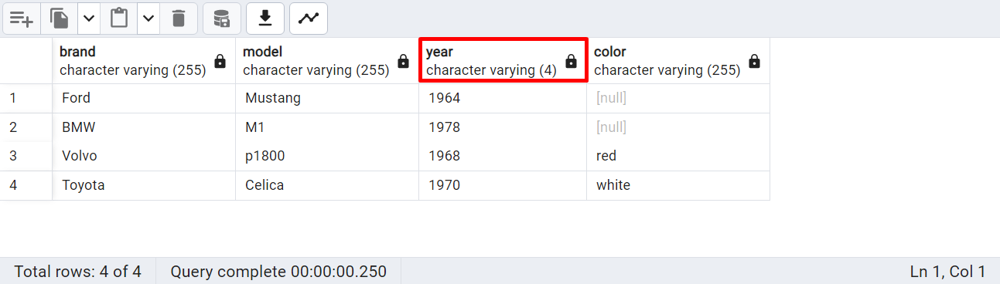 brand model year color
character varying (255) character varying (255) character varying (4) character varying (255)
1 Ford Mustang 1964 [null]
2 BMW M1 1978 [null]
3 Volvo p1800 1968 red
4 Toyota Celica 1970 white
Total rows: 4 of 4 Query complete 00:00:00.250 Ln 1, Col 1